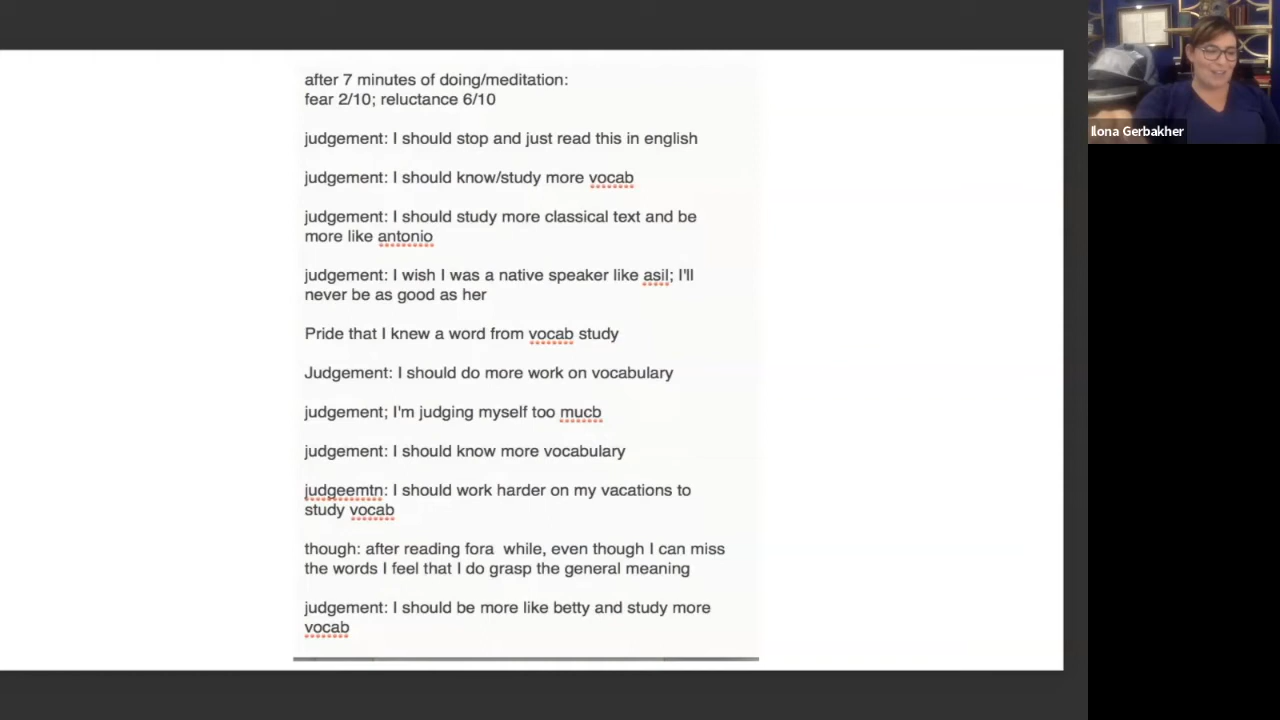 after 7 minutes of doing/meditation:
fear 2/10; reluctance 6/10
judgement: I should stop and just read this in english
judgement: I should know/study more vocab
judgement: I should study more classical text and be
more like antonio
judgement: I wish I was a native speaker like asil; I'll
never be as good as her
Pride that I knew a word from vocab study
Judgement: I should do more work on vocabulary
judgement; I'm judging myself too mucb
judgement: I should know more vocabulary
judgeemtn: I should work harder on my vacations to
study vocab
though: after reading fora  while, even though I can miss
the words I feel that I do grasp the general meaning
judgement: I should be more like betty and study more
vocab
Ilona Gerbakher